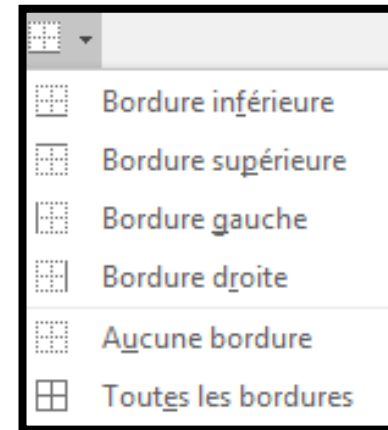 Bordure inférieure
Bordure supérieure
Bordure gauche
Bordure droite
Aucune bordure
Toutes les bordures